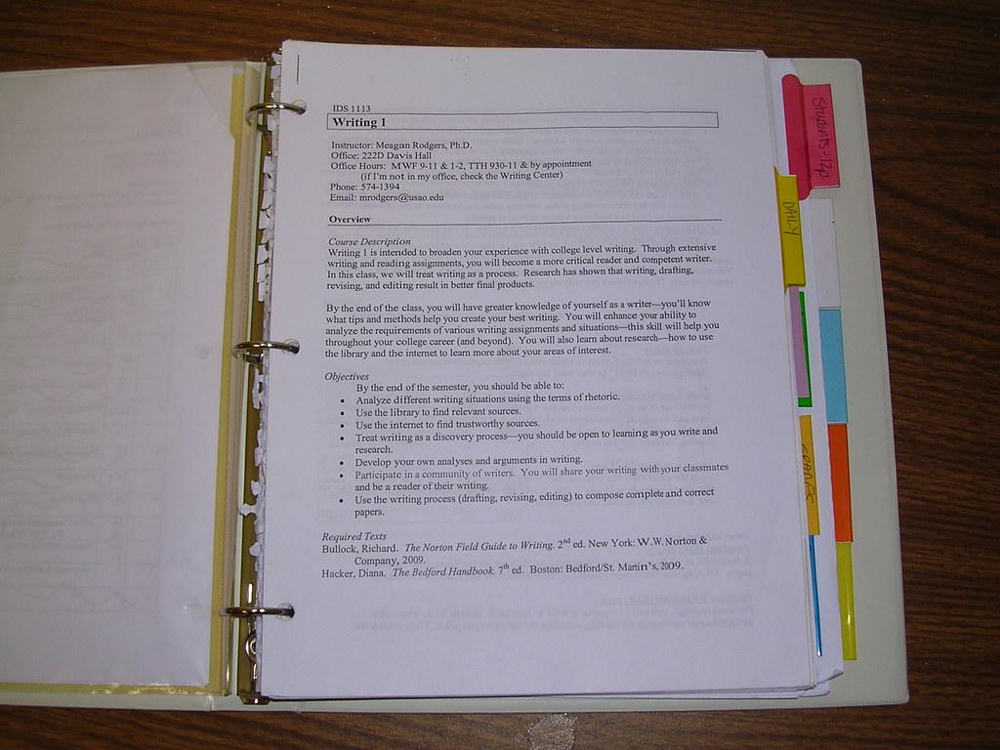 IDS 1113
Writing 1
Instructor: Meagan Rodgers, Ph.D.
Office: 222D Davis Hall
Office Hours: MWF 9-11 & 1-2, TTH 930-11 & by appointment
(if I'm not in my office, check the Writing Center)
Phone: 574-1394
Email: mrodgers@usao.edu
Overview
Course Description
Writing 1 is intended to broaden your experience with college level writing. Through extensive
writing and reading assignments, you will become a more critical reader and competent writer.
In this class, we will treat writing as a process. Research has shown that writing, drafting,
revising, and editing result in better final products.
By the end of the class, you will have greater knowledge of yourself as a writer—you'll know
what tips and methods help you create your best writing. You will enhance your ability to
analyze the requirements of various writing assignments and situations—this skill will help you
throughout your college career (and beyond). You will also learn about research—how to use
the library and the internet to learn more about your areas of interest.
Objectives
By the end of the semester, you should be able to:
• Analyze different writing situations using the terms of rhetoric.
• Use the library to find relevant sources.
• Use the internet to find trustworthy sources.
• Treat writing as a discovery process—you should be open to learning as you write and
research.
• Develop your own analyses and arguments in writing.
• Participate in a community of writers. You will share your writing with your classmates
and be a reader of their writing.
• Use the writing process (drafting, revising, editing) to compose complete and correct
papers.
Required Texts
Bullock, Richard. The Norton Field Guide to Writing. 2nd ed. New York: W.W. Norton &
Company, 2009.
Hacker, Diana. The Bedford Handbook. 7th ed. Boston: Bedford/St. Martin's, 2009.
Students-12p
DAILY
GRADES